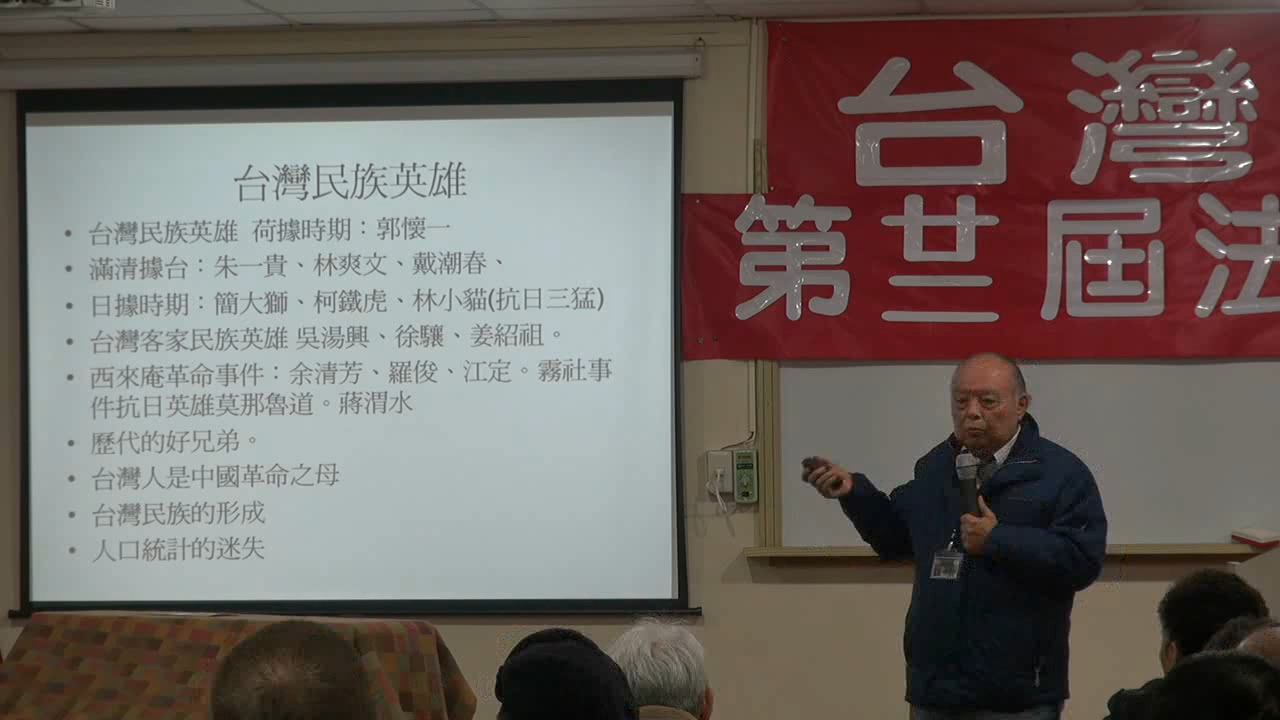 台灣民族英雄
• 台灣民族英雄 荷據時期：郭懷一
• 滿清據台：朱一貴、林爽文、戴潮春、
• 日據時期：簡大獅、柯鐵虎、林小貓(抗日三猛)
• 台灣客家民族英雄 吳湯興、徐驤、姜紹祖。
• 西來庵革命事件：余清芳、羅俊、江定。霧社事
件抗日英雄莫那魯道。蔣渭水
• 歷代的好兄弟。
• 台灣人是中國革命之母
• 台灣民族的形成
• 人口統計的迷失
台灣
第廿二屆法